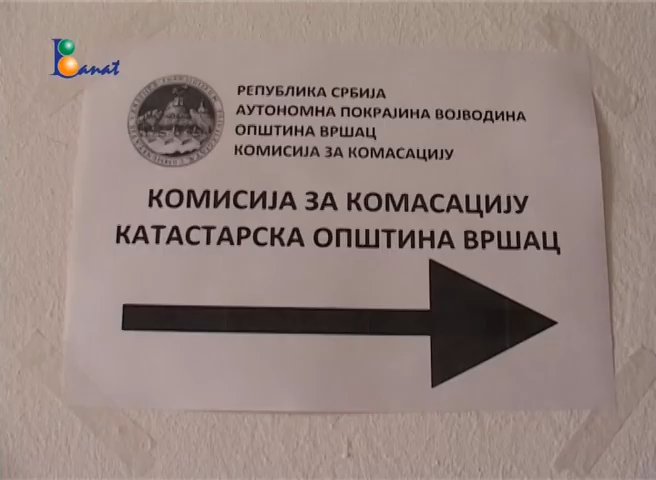 Banat
РЕПУБЛИКА СРБИЈА
АУТОНОМНА ПОКРАЈИНА ВОЈВОДИНА
ОПШТИНА ВРШАЦ
КОМИСИЈА ЗА КОМАСАЦИЈУ
КОМИСИЈА ЗА КОМАСАЦИЈУ
КАТАСТАРСКА ОПШТИНА ВРШАЦ